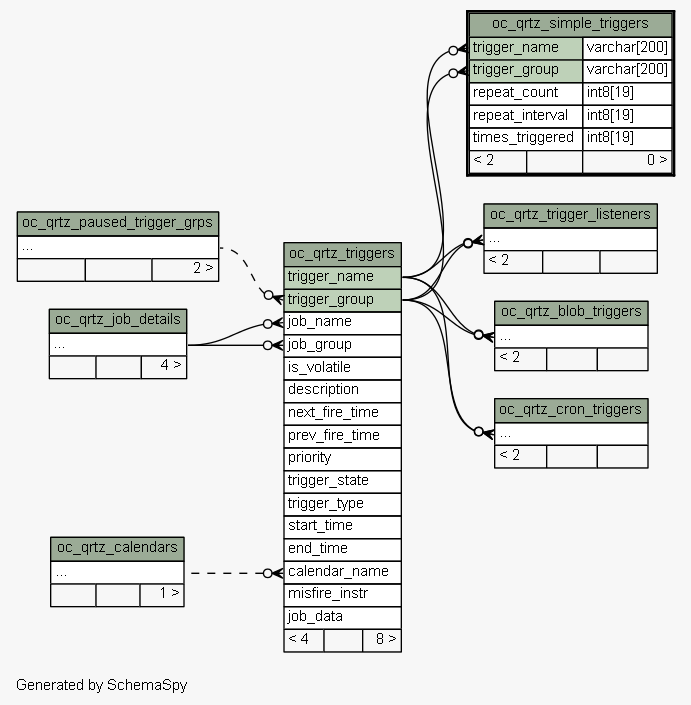 oc_qrtz_simple_triggers
trigger_name varchar[200]
trigger_group varchar[200]
repeat_count int8[19]
repeat_interval int8[19]
times_triggered int8[19]
< 2 0 >
oc_qrtz_paused_trigger_grps
...
2 >
oc_qrtz_job_details
...
4 >
oc_qrtz_calendars
...
1 >
oc_qrtz_triggers
trigger_name
trigger_group
job_name
job_group
is_volatile
description
next_fire_time
prev_fire_time
priority
trigger_state
trigger_type
start_time
end_time
calendar_name
misfire_instr
job_data
< 4 8 >
oc_qrtz_trigger_listeners
...
< 2
oc_qrtz_blob_triggers
...
< 2
oc_qrtz_cron_triggers
...
< 2
Generated by SchemaSpy